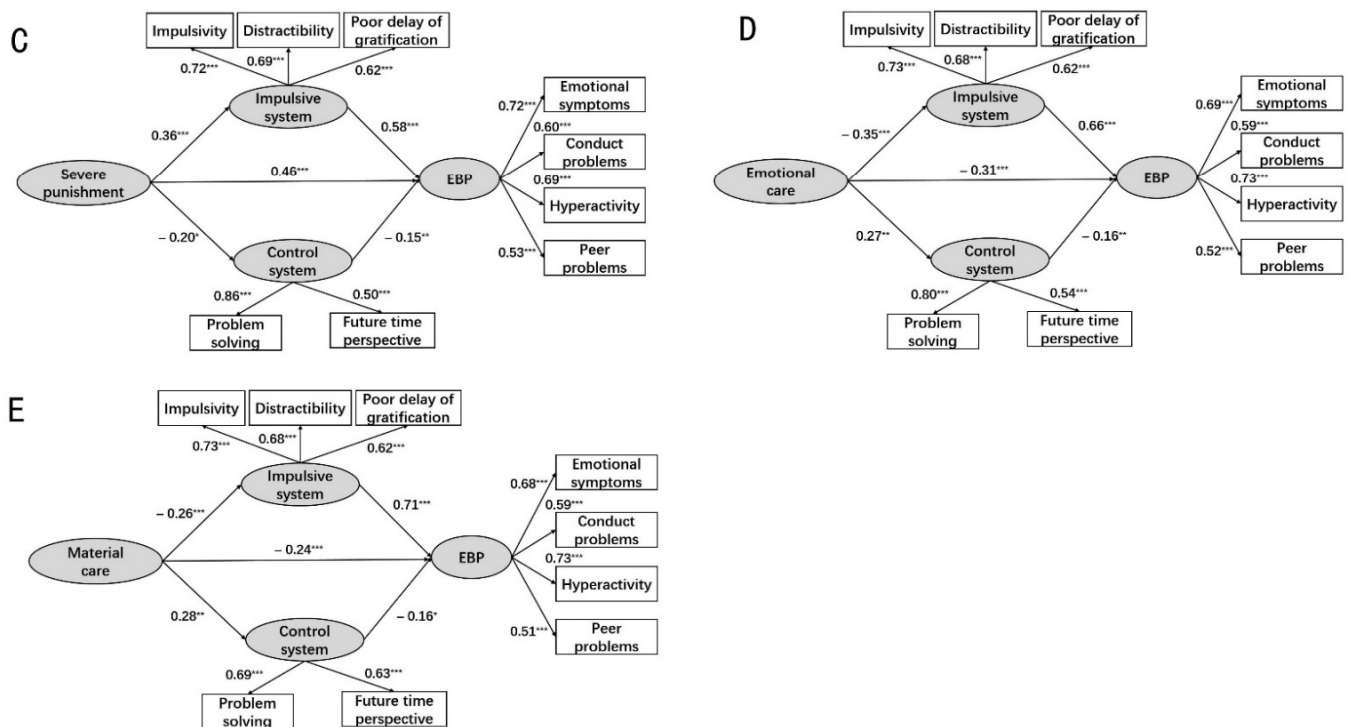 C
Impulsivity
Distractibility
Poor delay of
gratification
0.72***
0.69***
0.62***
Impulsive
system
0.36***
0.58***
Severe
punishment
0.46***
EBP
– 0.20*
– 0.15**
Control
system
0.86***
0.50***
Problem
solving
Future time
perspective
0.72***
Emotional
symptoms
0.60***
Conduct
problems
0.69***
Hyperactivity
0.53***
Peer
problems
D
Impulsivity
Distractibility
Poor delay of
gratification
0.73***
0.68***
0.62***
Impulsive
system
– 0.35***
0.66***
Emotional
care
– 0.31***
EBP
0.27**
– 0.16**
Control
system
0.80***
0.54***
Problem
solving
Future time
perspective
0.69***
Emotional
symptoms
0.59***
Conduct
problems
0.73***
Hyperactivity
0.52***
Peer
problems
E
Impulsivity
Distractibility
Poor delay of
gratification
0.73***
0.68***
0.62***
Impulsive
system
– 0.26***
0.71***
Material
care
– 0.24***
EBP
0.28**
– 0.16*
Control
system
0.69***
0.63***
Problem
solving
Future time
perspective
0.68***
Emotional
symptoms
0.59***
Conduct
problems
0.73***
Hyperactivity
0.51***
Peer
problems